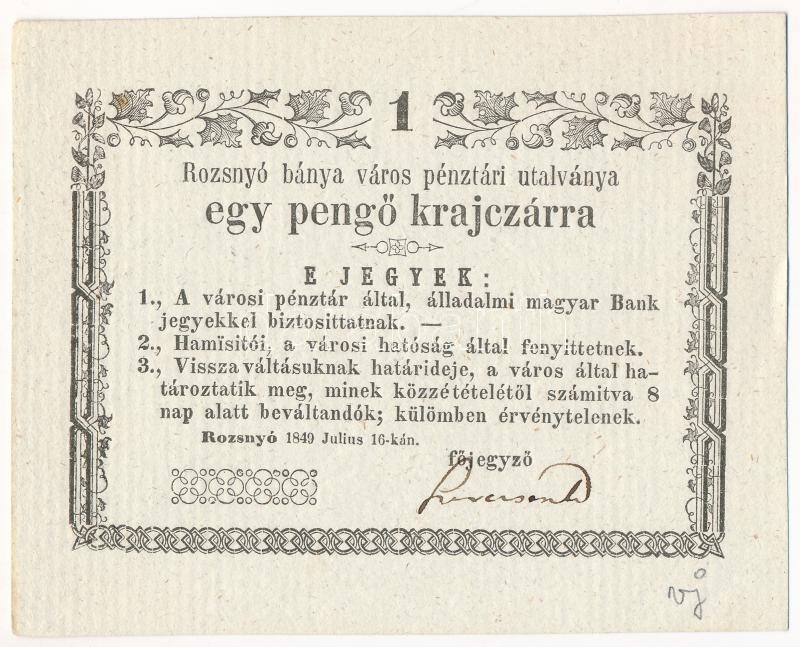 1
Rozsnyó bánya város pénztári utalványa
egy pengő krajczárra
E JEGYEK:
1., A városi pénztár által, álladalmi magyar Bank
jegyekkel biztosittatnak. —
2., Hamïsitói, a városi hatóság által fenyittetnek.
3., Vissza váltásuknak határideje, a város által ha-
tároztatik meg, minek közzétételétől számitva 8
nap alatt beváltandók; külömben érvénytelenek.
Rozsnyó 1849 Julius 16-kán.
főjegyző